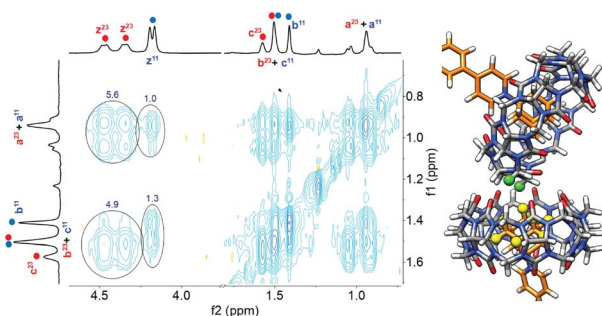 z²³ z²³
z¹¹
c²³
b¹¹
b²³ + c¹¹
a²³ + a¹¹
a²³ + a¹¹
b¹¹
b²³ + c¹¹
c²³
5.6 1.0
4.9 1.3
0.8
1.0
1.2
1.4
1.6
f1 (ppm)
4.5 4.0 1.5 1.0
f2 (ppm)